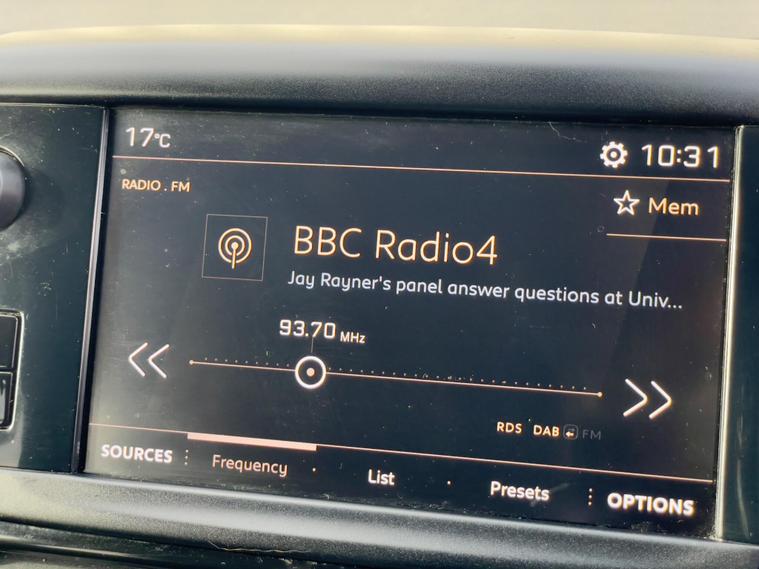 17°C
10:31
RADIO . FM
Mem
BBC Radio4
Jay Rayner's panel answer questions at Univ...
93.70 MHz
RDS DAB FM
SOURCES Frequency List Presets OPTIONS